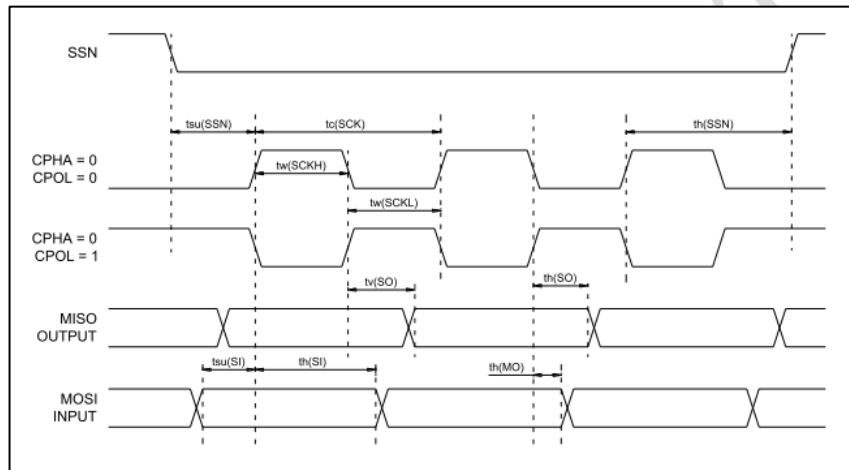 SSN
tsu(SSN)
tc(SCK)
th(SSN)
CPHA = 0
CPOL = 0
tw(SCKH)
tw(SCKL)
CPHA = 0
CPOL = 1
tv(SO)
th(SO)
MISO
OUTPUT
tsu(SI)
th(SI)
th(MO)
MOSI
INPUT